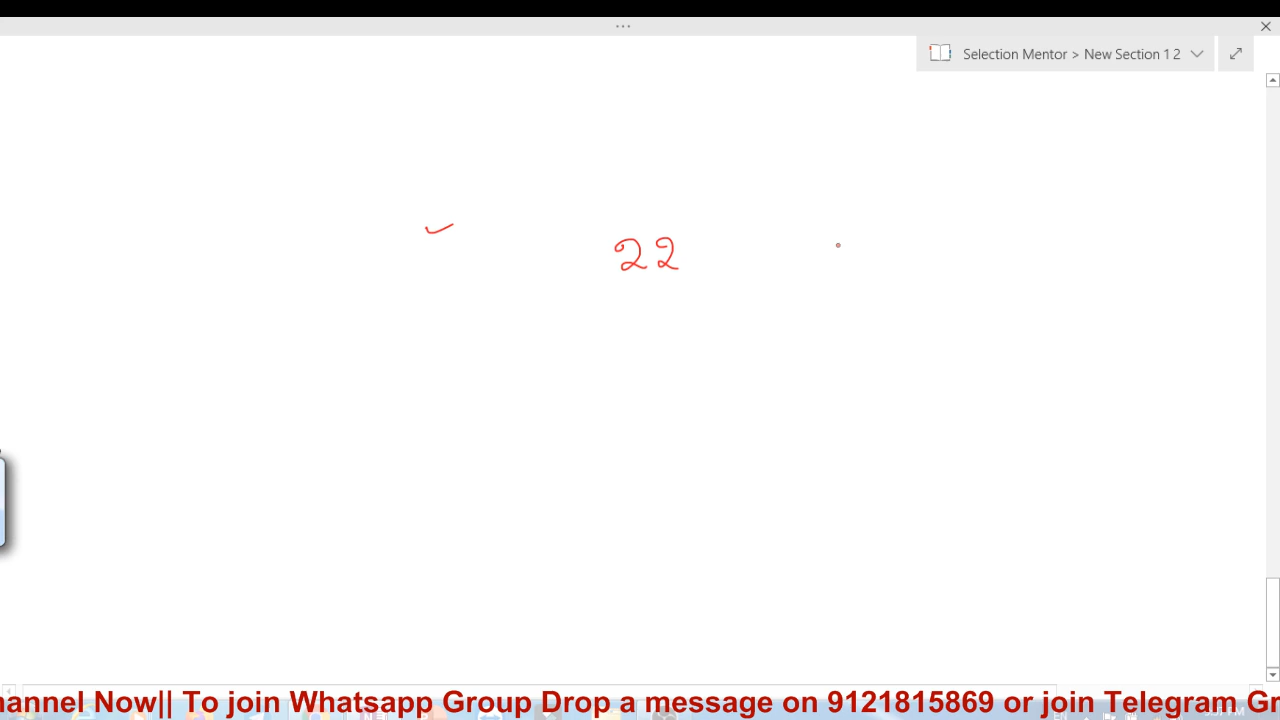 Selection Mentor > New Section 1 2
22
hannel Now|| To join Whatsapp Group Drop a message on 9121815869 or join Telegram Gr